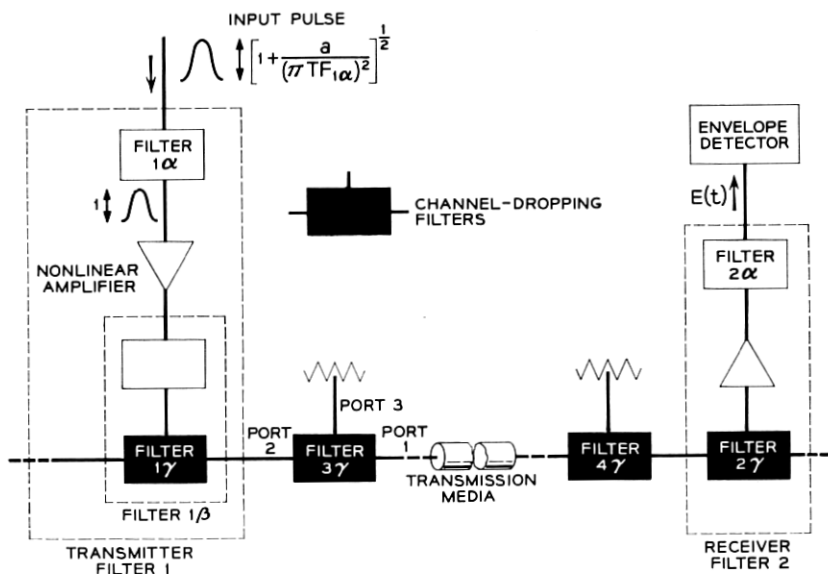 INPUT PULSE
[1 + a/(πTF1α)²]^1/2
FILTER
1α
1
NONLINEAR
AMPLIFIER
FILTER
1γ
FILTER 1β
TRANSMITTER
FILTER 1
CHANNEL-DROPPING
FILTERS
PORT 3
PORT
2
FILTER
3γ
PORT
1
TRANSMISSION
MEDIA
FILTER
4γ
ENVELOPE
DETECTOR
E(t)
FILTER
2α
FILTER
2γ
RECEIVER
FILTER 2